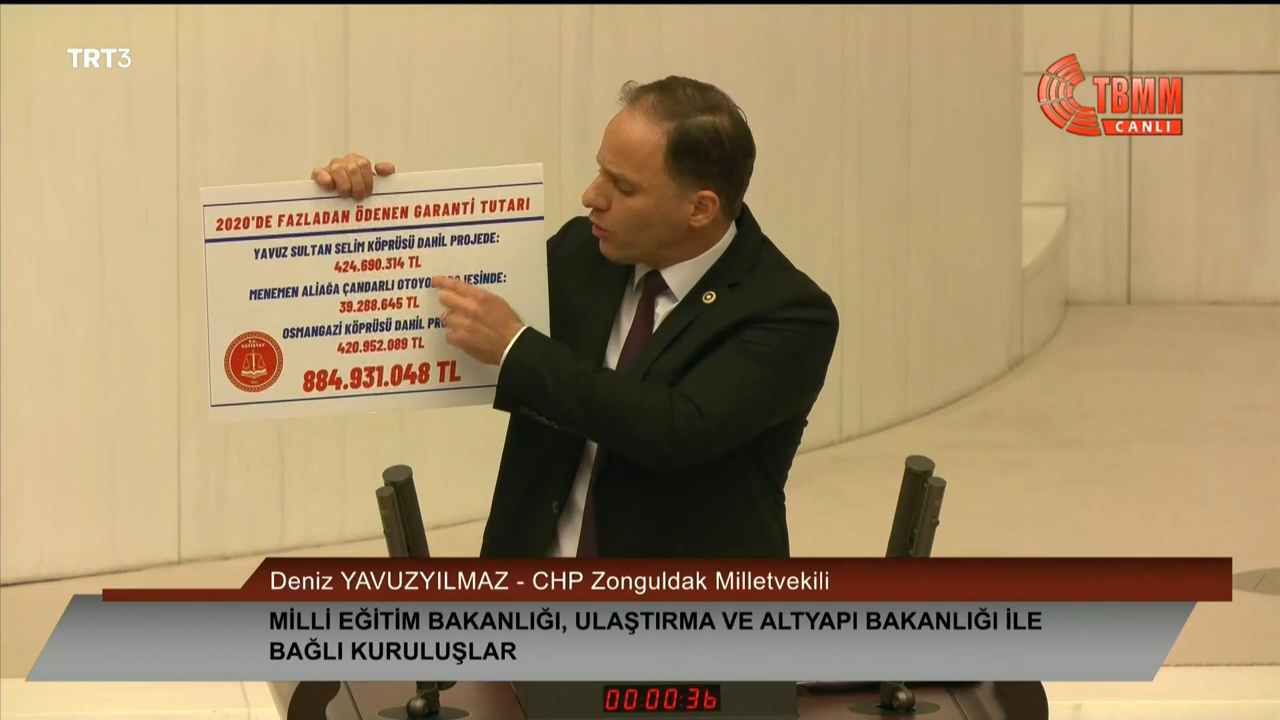 TRT3
TBMM
CANLI
2020'DE FAZLADAN ÖDENEN GARANTİ TUTARI
YAVUZ SULTAN SELİM KÖPRÜSÜ DAHİL PROJEDE:
424.690.314 TL
MENEMEN ALİAĞA ÇANDARLI
39.288.645 TL
OSMANGAZİ KÖPRÜSÜ DAHİL
420.952.089 TL
T.C. SAYIŞTAY
884.931.048 TL
Deniz YAVUZYILMAZ - CHP Zonguldak Milletvekili
MİLLİ EĞİTİM BAKANLIĞI, ULAŞTIRMA VE ALTYAPI BAKANLIĞI İLE
BAĞLI KURULUŞLAR
00:00:36